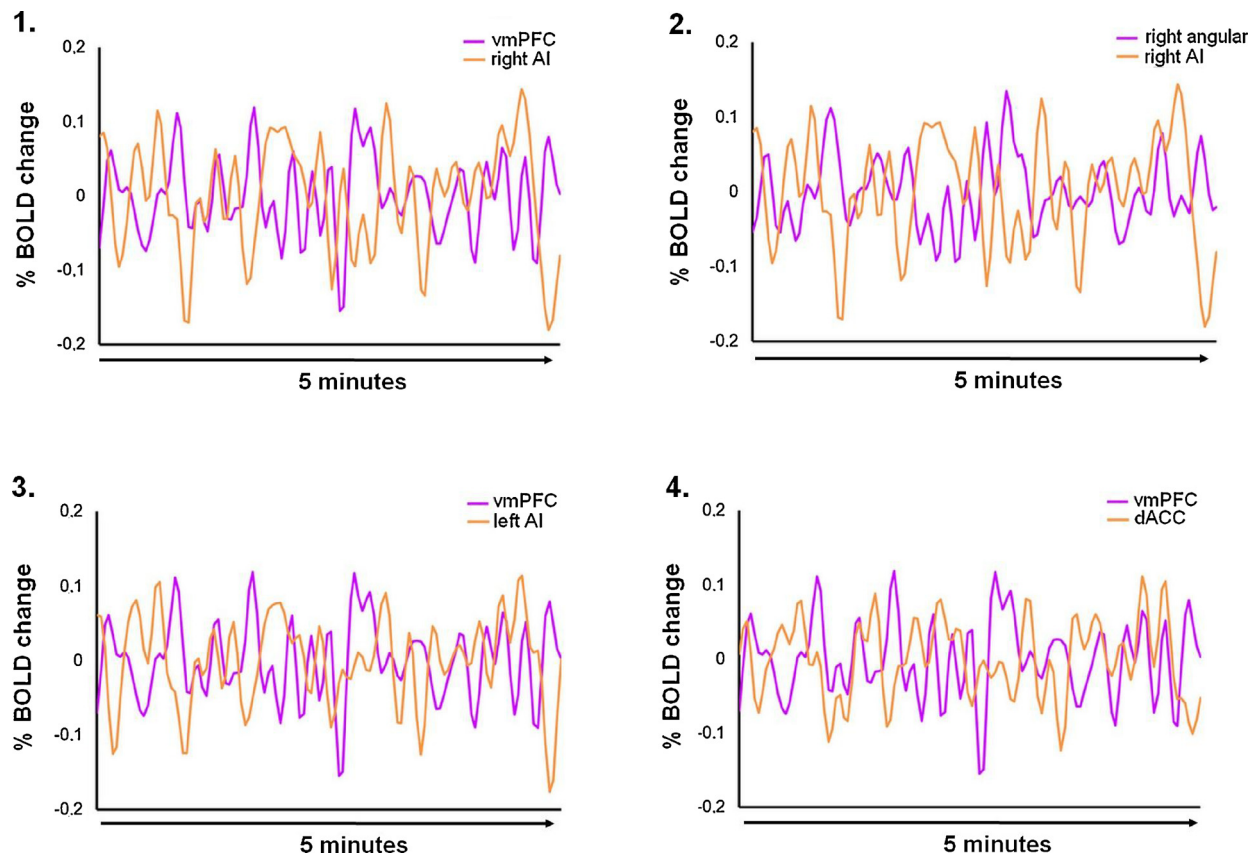 1.
vmPFC
right AI
0,2
0.1
0
-0.1
-0.2
% BOLD change
5 minutes
2.
right angular
right AI
0,2
0.1
0
-0.1
-0.2
% BOLD change
5 minutes
3.
vmPFC
left AI
0,2
0.1
0
-0.1
-0.2
% BOLD change
5 minutes
4.
vmPFC
dACC
0,2
0.1
0
-0.1
-0.2
% BOLD change
5 minutes